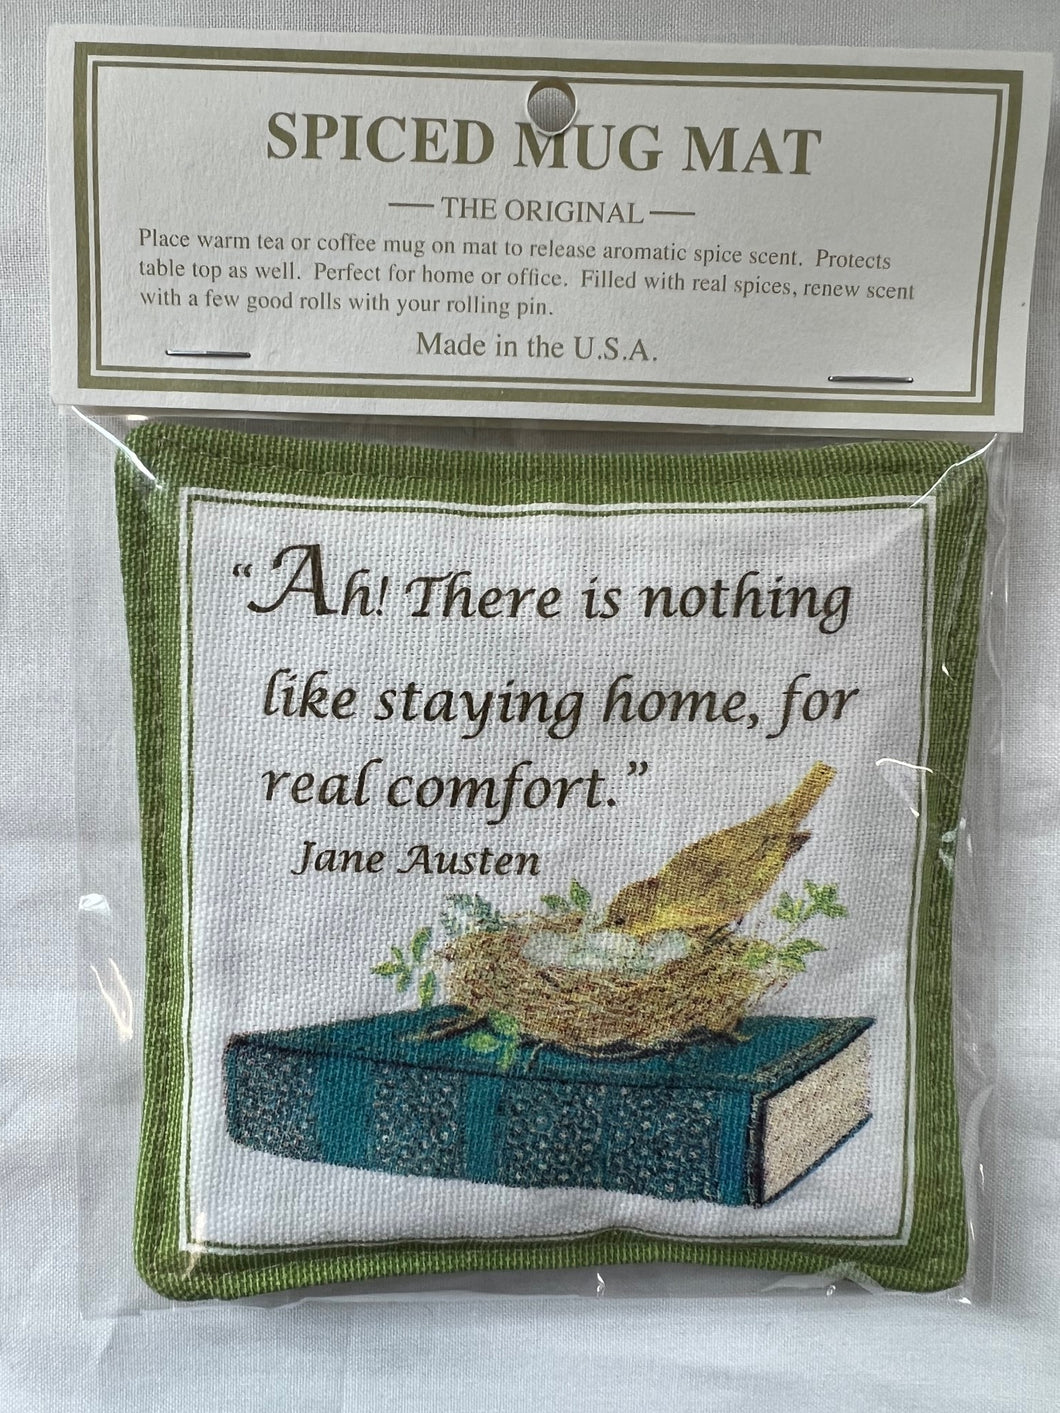 SPICED MUG MAT
THE ORIGINAL
Place warm tea or coffee mug on mat to release aromatic spice scent. Protects
table top as well. Perfect for home or office. Filled with real spices, renew scent
with a few good rolls with your rolling pin.
Made in the U.S.A.
“Ah! There is nothing
like staying home, for
real comfort.”
Jane Austen